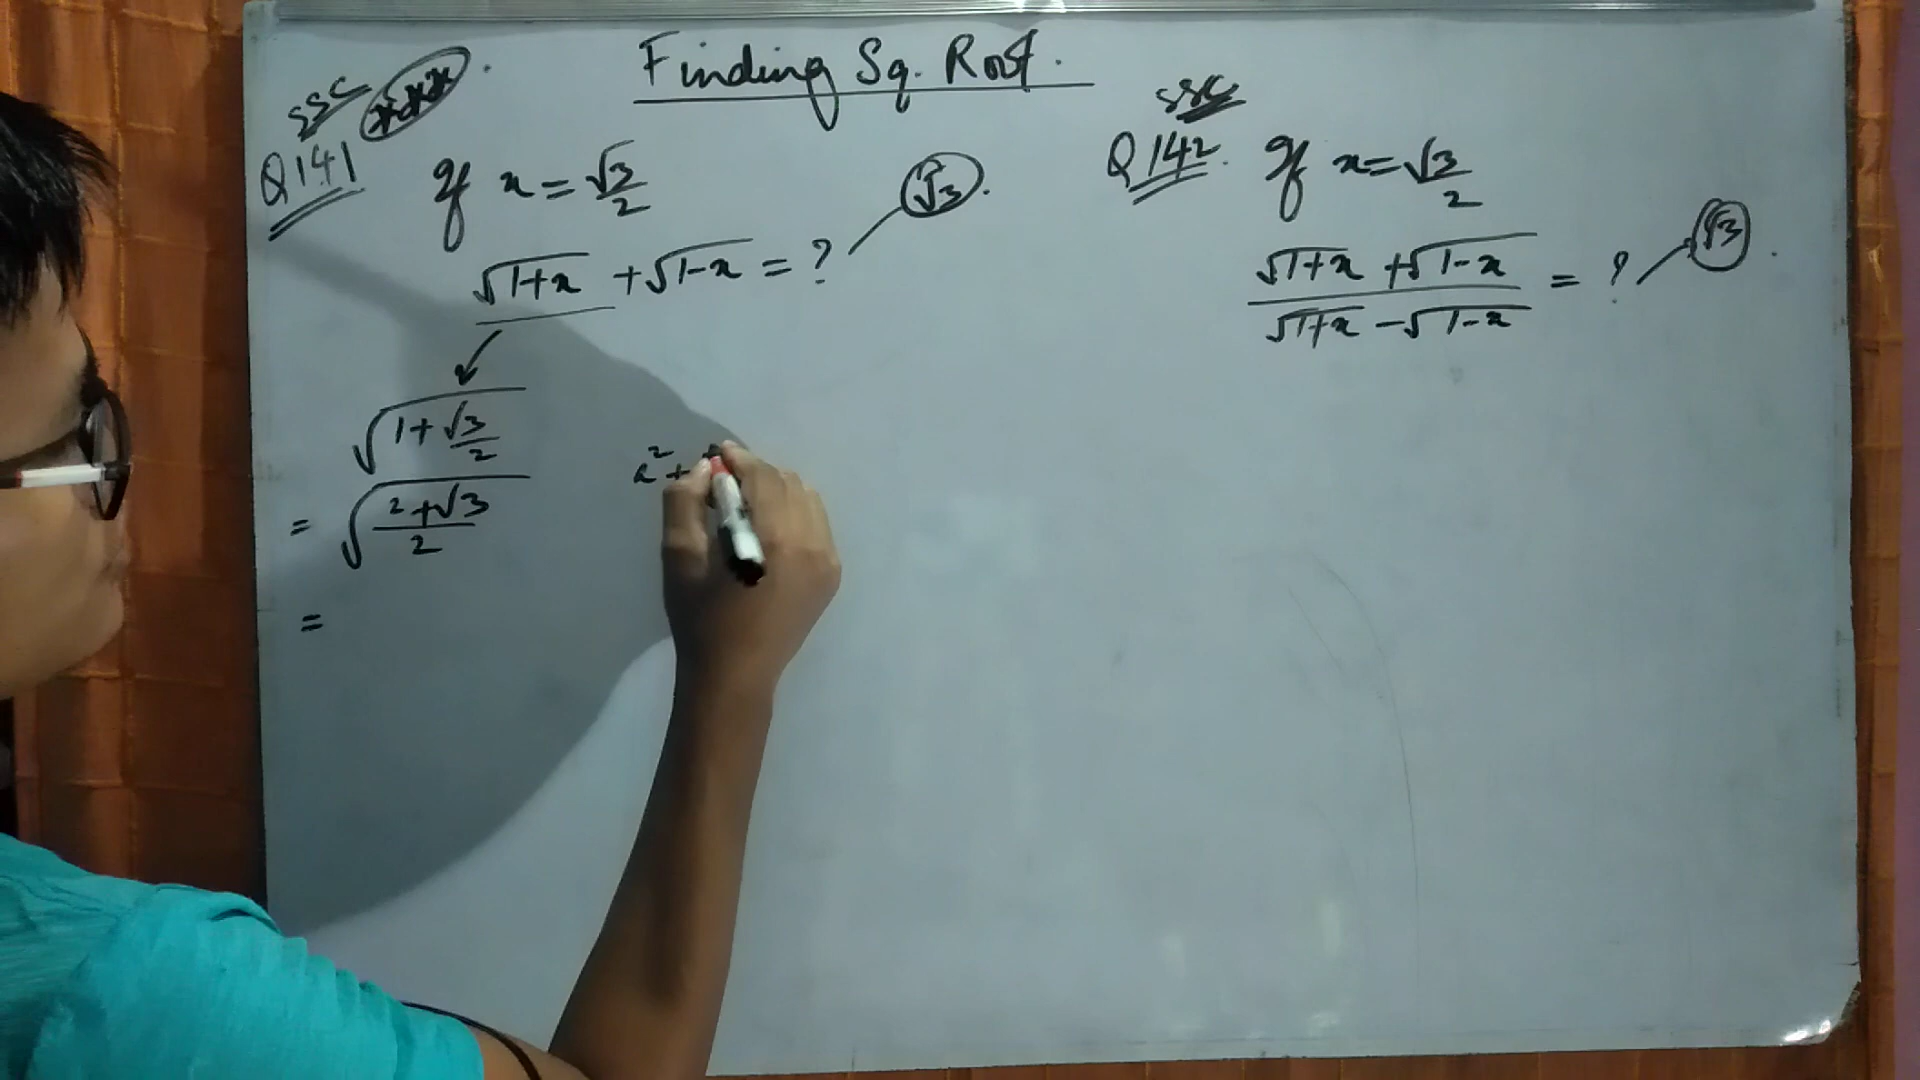 Finding Sq. Root.
SSC
Q141 If x = √3/2
√1+x + √1-x = ?
√3
√1+√3/2
= √2+√3/2
=
a² +
SSC
Q142. If x = √3/2
√1+x + √1-x / √1+x - √1-x = ?
√3